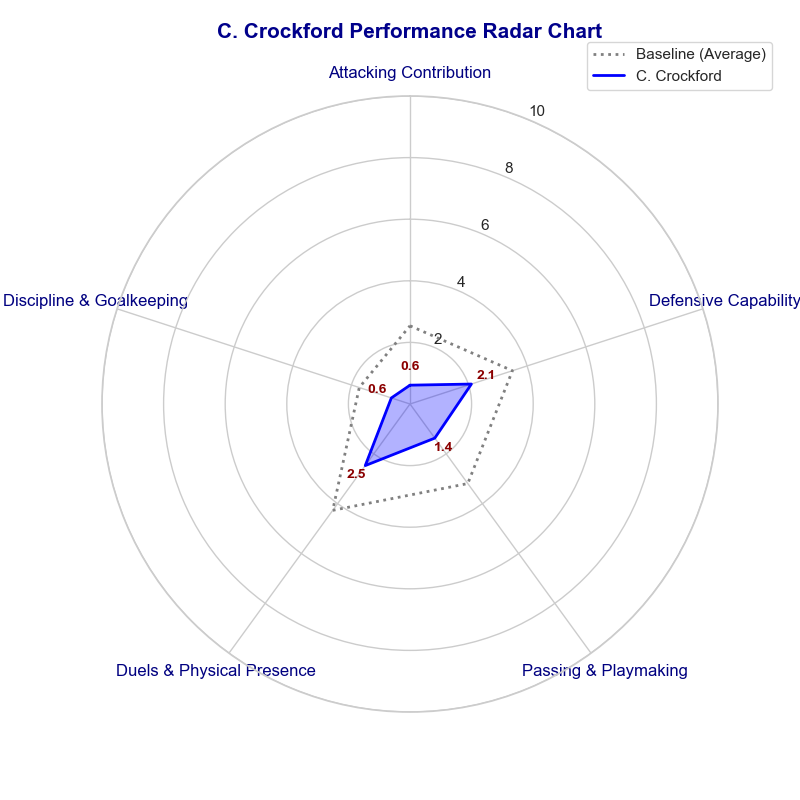 C. Crockford Performance Radar Chart
Baseline (Average)
C. Crockford
Attacking Contribution
10
8
6
4
2
Discipline & Goalkeeping
Defensive Capability
0.6
0.6
2.1
1.4
2.5
Duels & Physical Presence
Passing & Playmaking